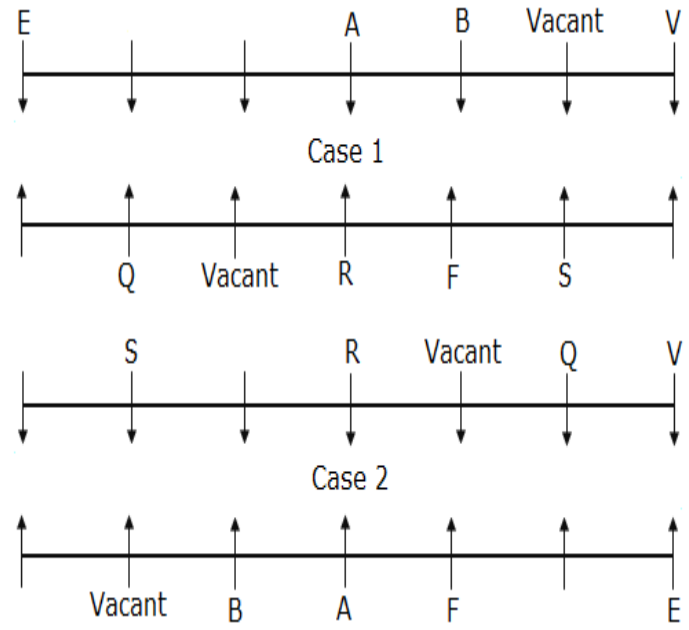 E A B Vacant V
Case 1
Q Vacant R F S
S R Vacant Q V
Case 2
Vacant B A F E